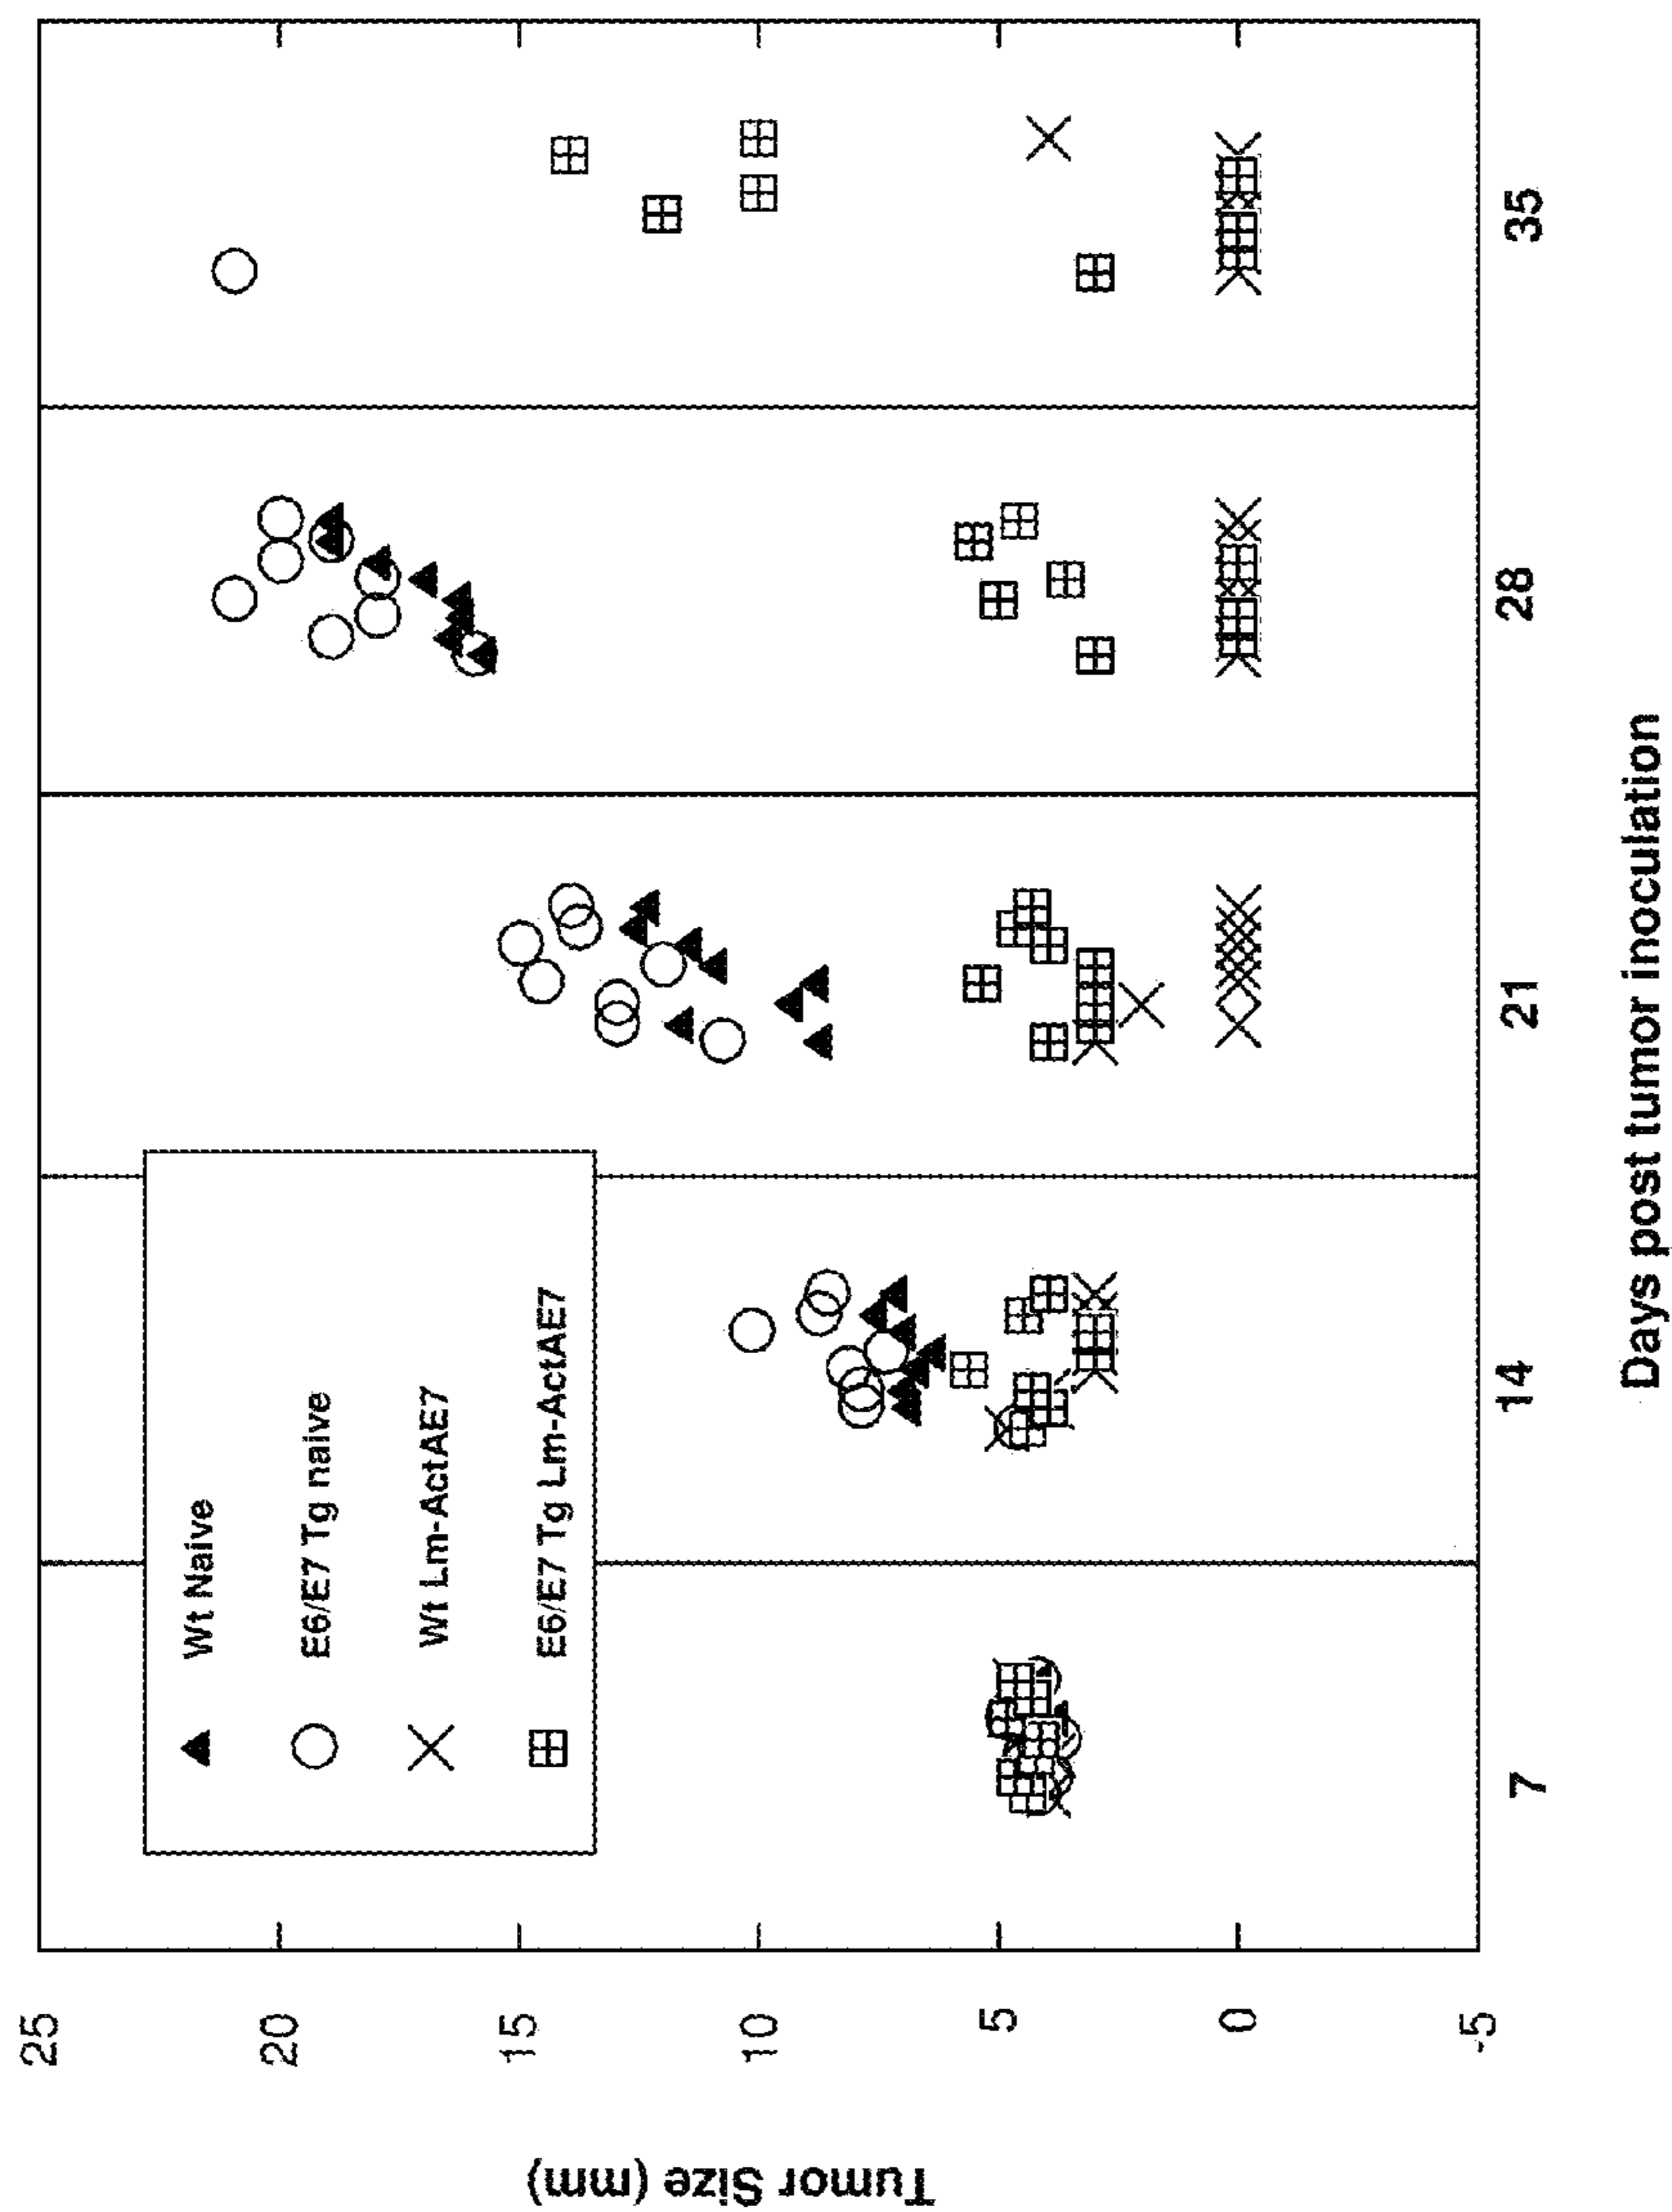 Tumor Size (mm)
25
20
15
10
5
0
-5
Wt Naive
E6/E7 Tg naive
Wt Lm-ActAE7
E6/E7 Tg Lm-ActAE7
7
14
21
28
35
Days post tumor inoculation